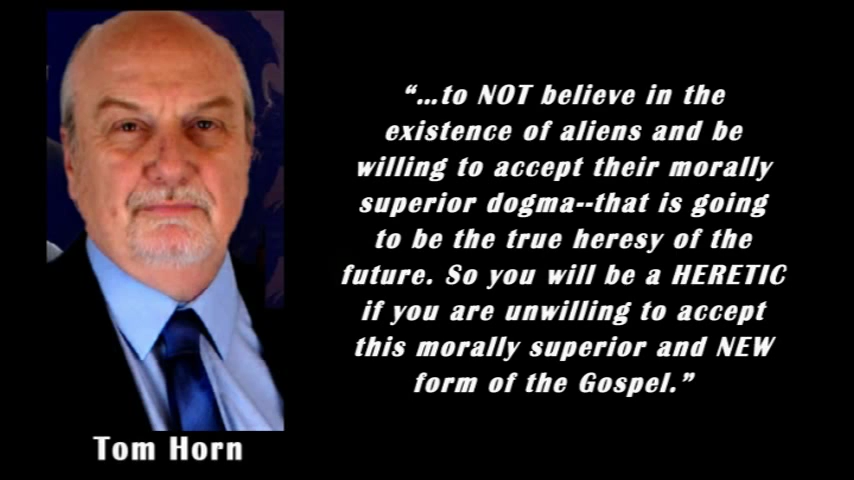 “...to NOT believe in the
existence of aliens and be
willing to accept their morally
superior dogma--that is going
to be the true heresy of the
future. So you will be a HERETIC
if you are unwilling to accept
this morally superior and NEW
form of the Gospel.”
Tom Horn